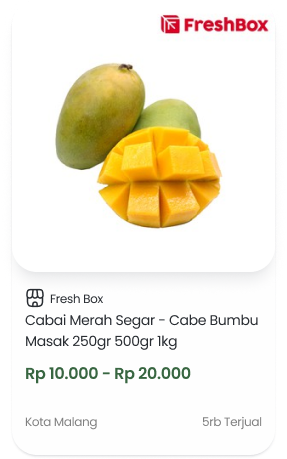 FreshBox
Fresh Box
Cabai Merah Segar - Cabe Bumbu
Masak 250gr 500gr 1kg
Rp 10.000 - Rp 20.000
Kota Malang
5rb Terjual